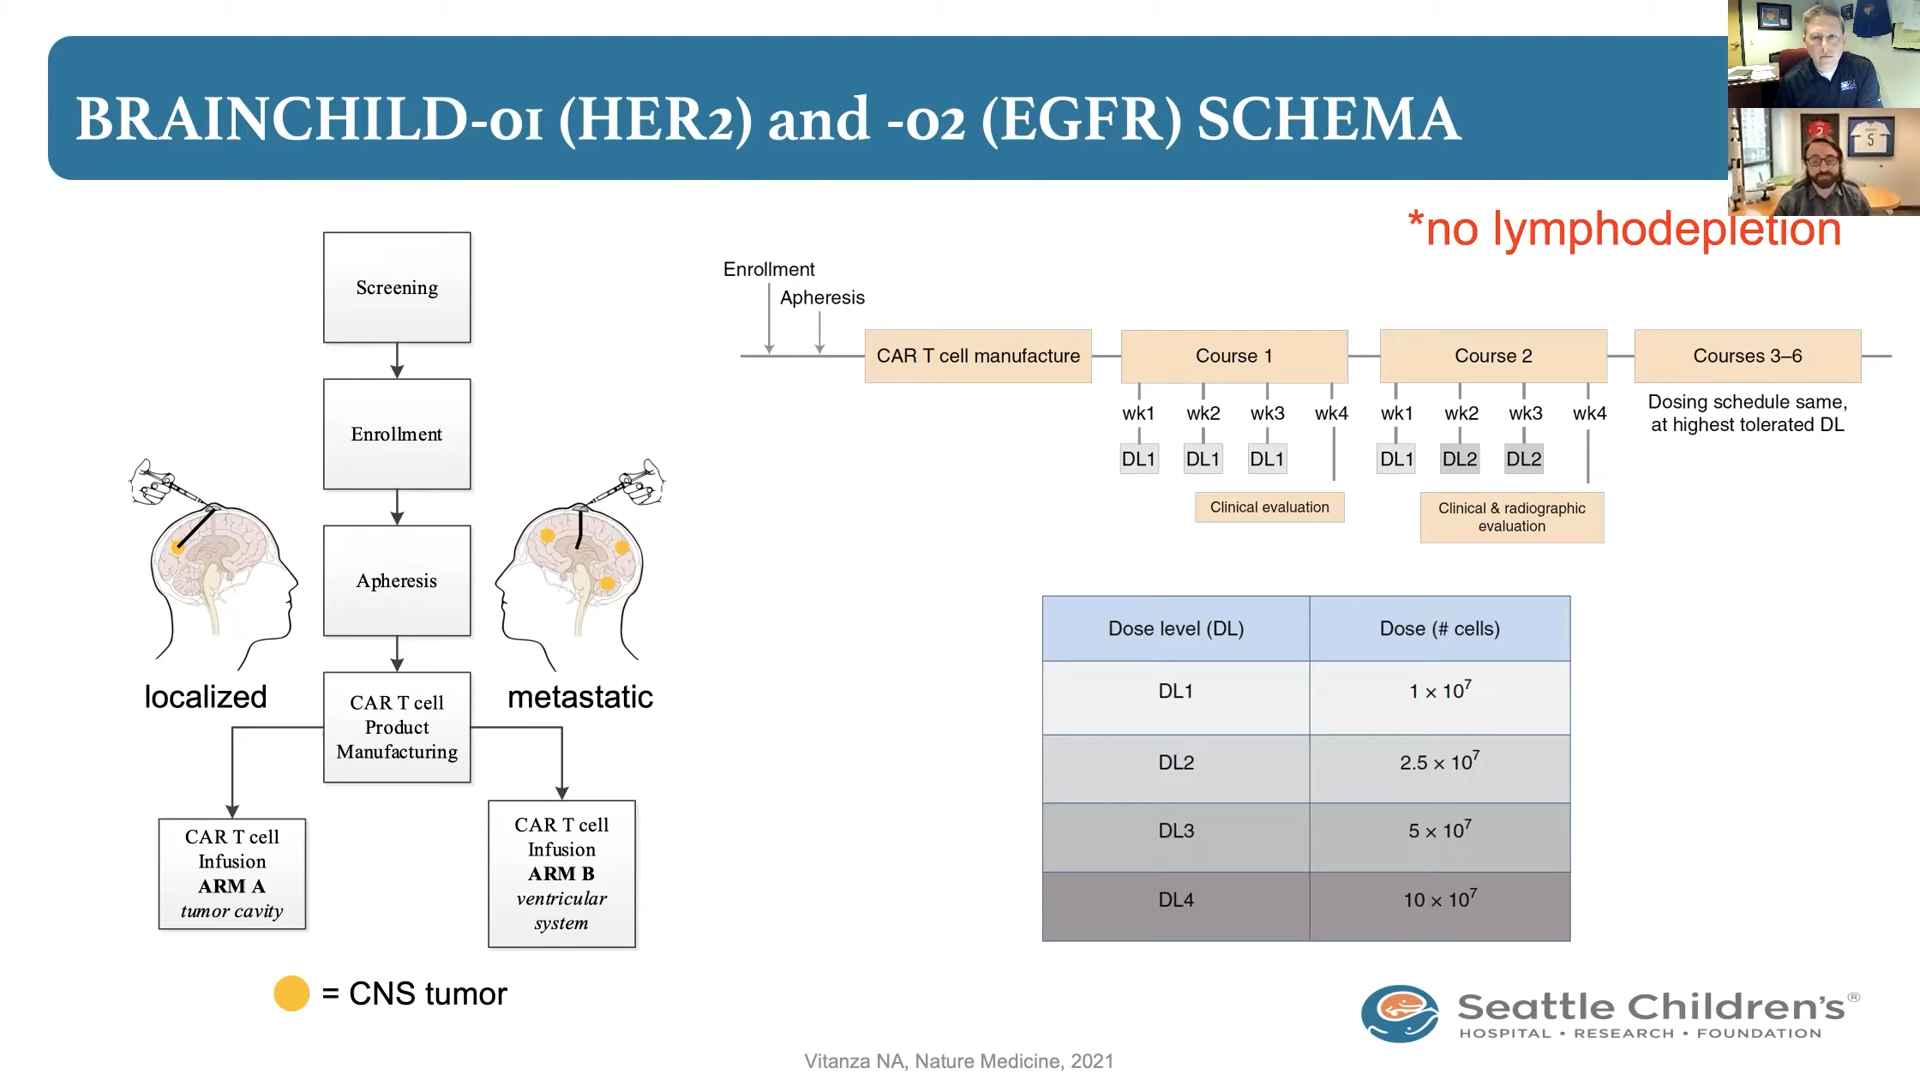 BRAINCHILD-01 (HER2) and -02 (EGFR) SCHEMA
*no lymphodepletion
Screening
Enrollment
Apheresis
CAR T cell
Product
Manufacturing
localized
metastatic
CAR T cell
Infusion
ARM A
tumor cavity
CAR T cell
Infusion
ARM B
ventricular
system
= CNS tumor
Enrollment
Apheresis
CAR T cell manufacture
Course 1
Course 2
Courses 3–6
wk1 wk2 wk3 wk4 wk1 wk2 wk3 wk4
DL1 DL1 DL1 DL1 DL2 DL2
Dosing schedule same,
at highest tolerated DL
Clinical evaluation
Clinical & radiographic
evaluation
Dose level (DL) Dose (# cells)
DL1 1 × 10⁷
DL2 2.5 × 10⁷
DL3 5 × 10⁷
DL4 10 × 10⁷
Seattle Children's®
HOSPITAL • RESEARCH • FOUNDATION
Vitanza NA, Nature Medicine, 2021
5